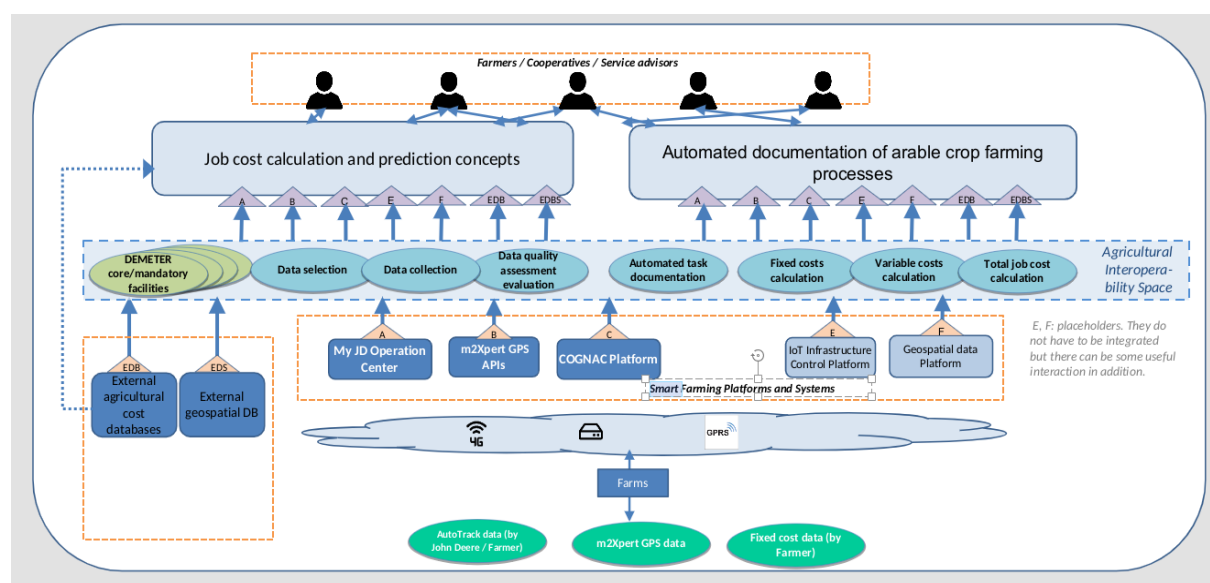 Farmers / Cooperatives / Service advisors
Job cost calculation and prediction concepts
Automated documentation of arable crop farming
processes
A
B
C
E
F
EDB
EDBS
A
B
C
E
F
EDB
EDBS
DEMETER
core/mandatory
facilities
Data selection
Data collection
Data quality
assessment
evaluation
Automated task
documentation
Fixed costs
calculation
Variable costs
calculation
Total job cost
calculation
Agricultural
Interopera-
bility Space
A
B
C
E
F
My JD Operation
Center
m2Xpert GPS
APIs
COGNAC Platform
IoT Infrastructure
Control Platform
Geospatial data
Platform
E, F: placeholders. They do
not have to be integrated
but there can be some useful
interaction in addition.
Smart Farming Platforms and Systems
EDB
EDS
External
agricultural
cost
databases
External
geospatial DB
4G
GPRS
Farms
AutoTrack data (by
John Deere / Farmer)
m2Xpert GPS data
Fixed cost data (by
Farmer)